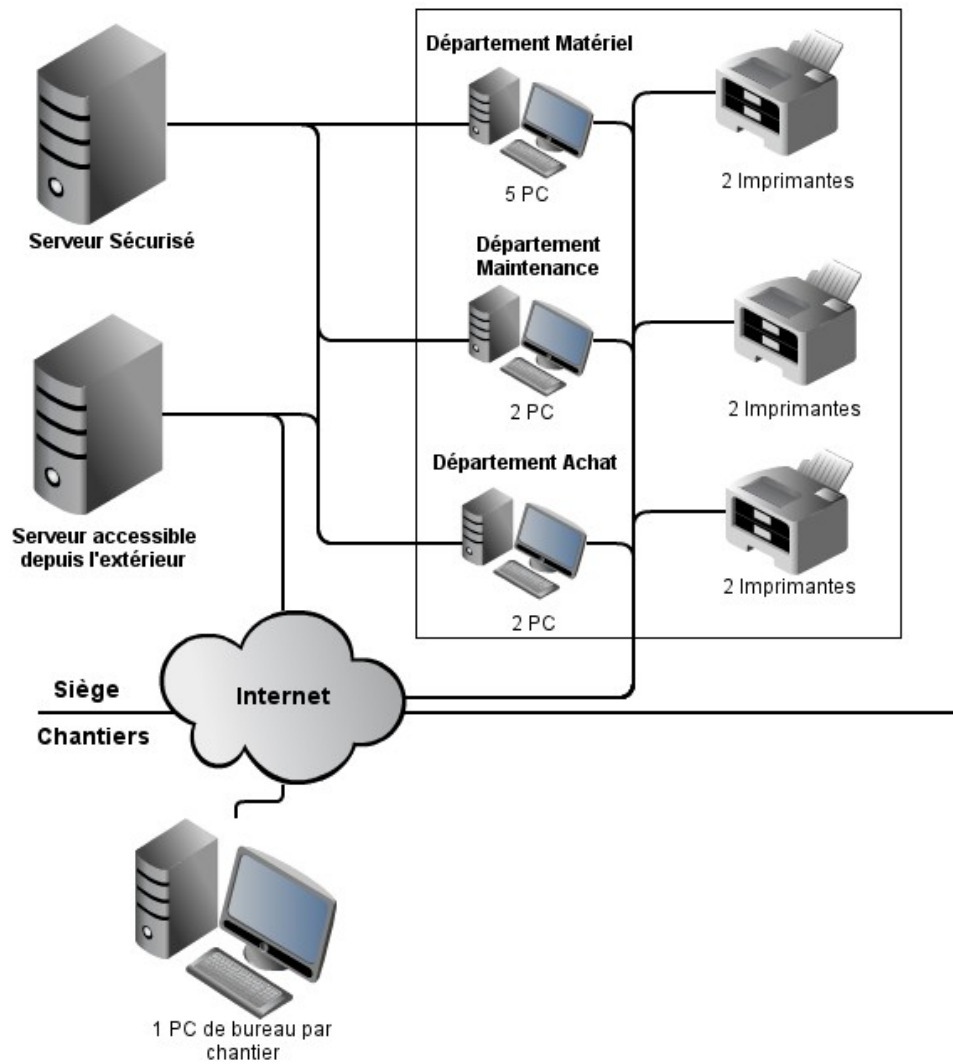 Département Matériel
5 PC
2 Imprimantes
Serveur Sécurisé
Département
Maintenance
2 PC
2 Imprimantes
Département Achat
2 PC
2 Imprimantes
Serveur accessible
depuis l'extérieur
Internet
Siège
Chantiers
1 PC de bureau par
chantier